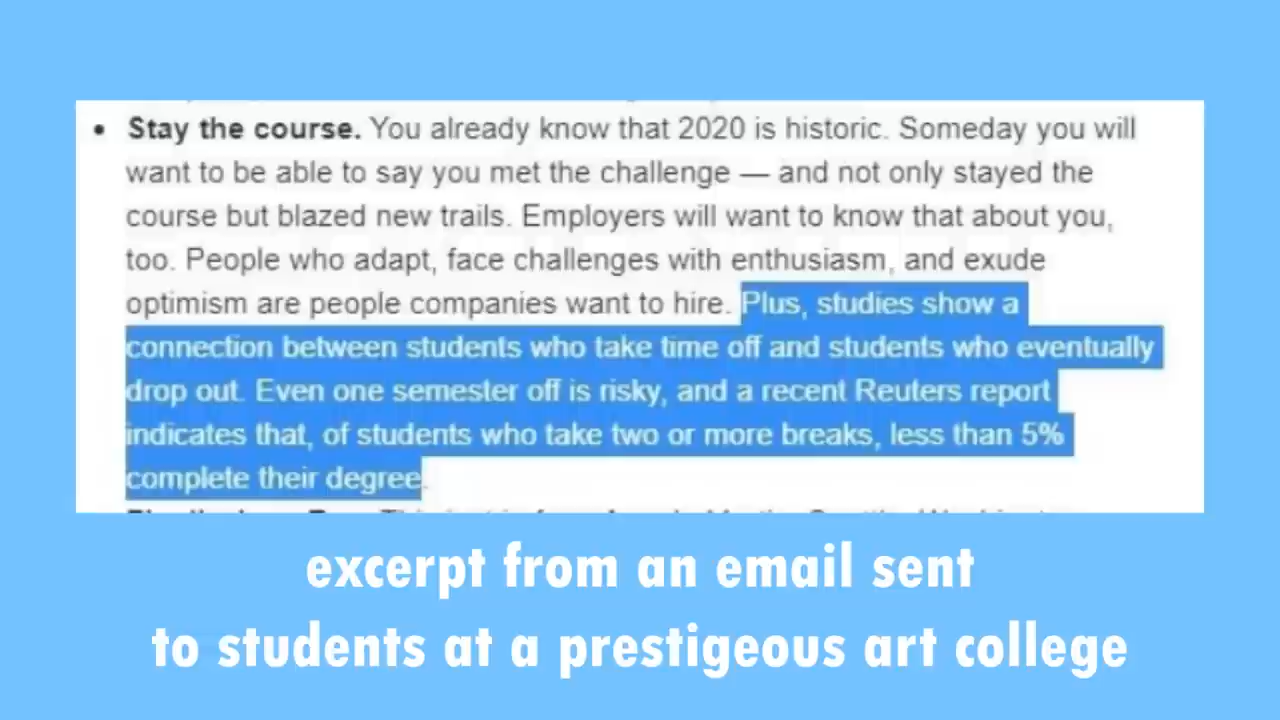 • Stay the course. You already know that 2020 is historic. Someday you will
want to be able to say you met the challenge — and not only stayed the
course but blazed new trails. Employers will want to know that about you,
too. People who adapt, face challenges with enthusiasm, and exude
optimism are people companies want to hire. Plus, studies show a
connection between students who take time off and students who eventually
drop out. Even one semester off is risky, and a recent Reuters report
indicates that, of students who take two or more breaks, less than 5%
complete their degree.
excerpt from an email sent
to students at a prestigeous art college